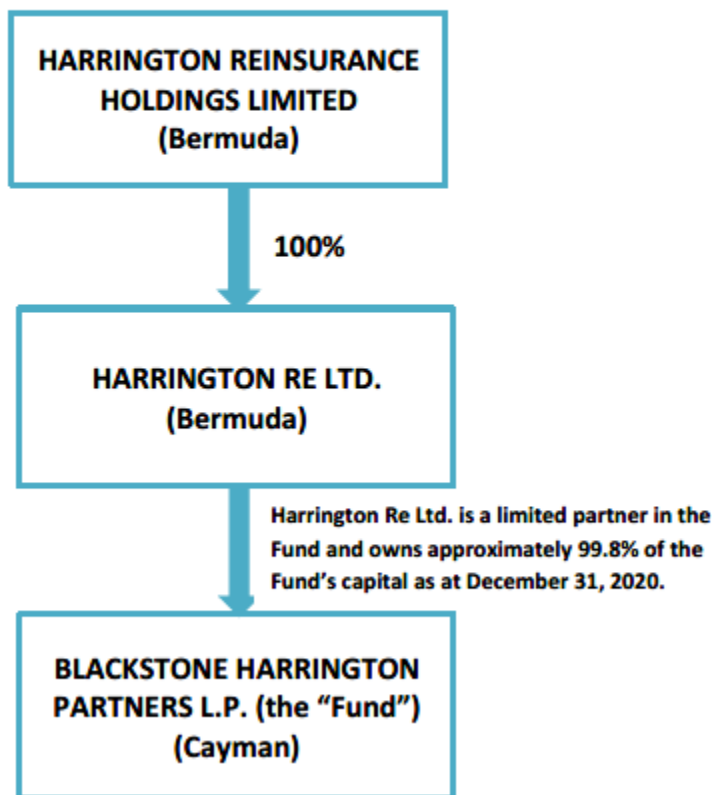 HARRINGTON REINSURANCE
HOLDINGS LIMITED
(Bermuda)
100%
HARRINGTON RE LTD.
(Bermuda)
Harrington Re Ltd. is a limited partner in the
Fund and owns approximately 99.8% of the
Fund’s capital as at December 31, 2020.
BLACKSTONE HARRINGTON
PARTNERS L.P. (the “Fund”)
(Cayman)